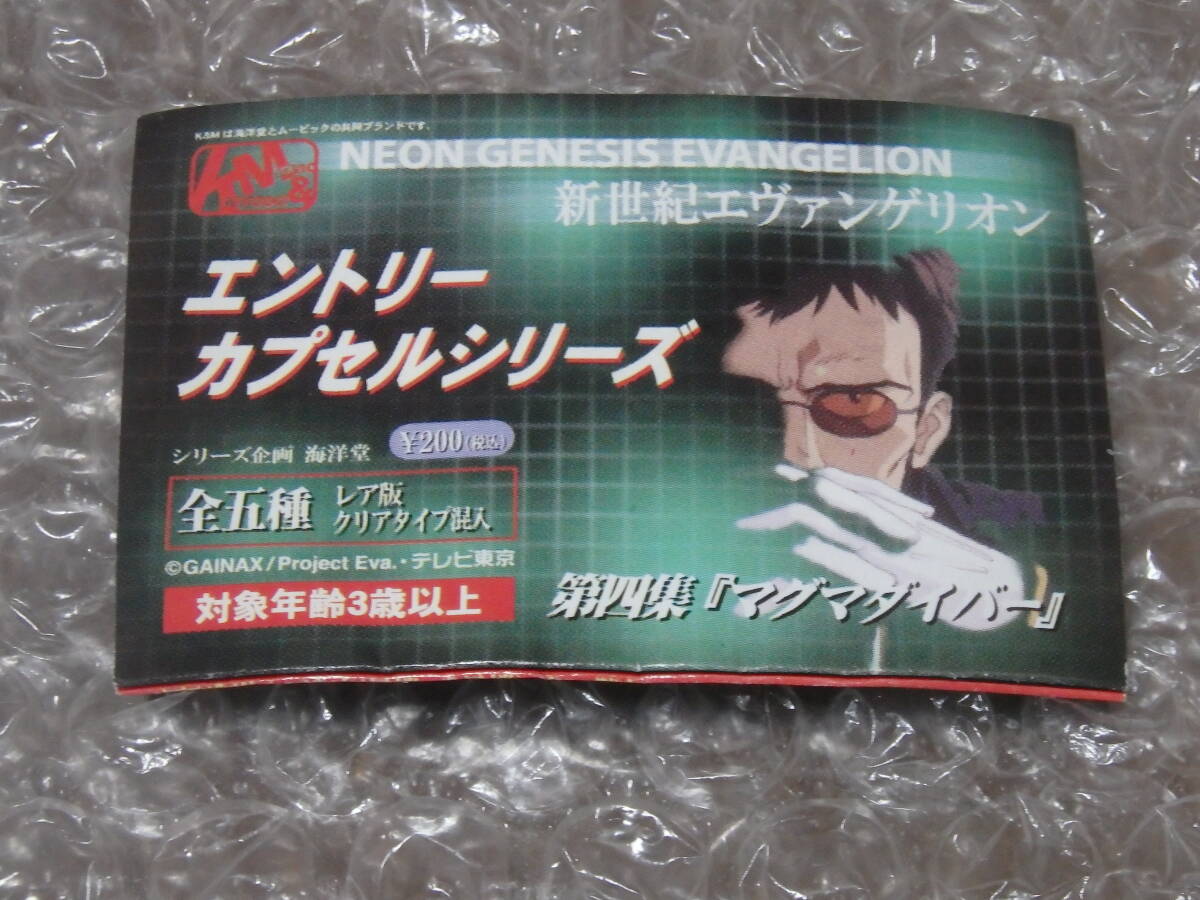 K&Mは海洋堂とムービックの共同ブランドです。
K&M
NEON GENESIS EVANGELION
新世紀エヴァンゲリオン
エントリー
カプセルシリーズ
シリーズ企画 海洋堂
¥200(税込)
全五種
レア版
クリアタイプ混入
©GAINAX/Project Eva.・テレビ東京
対象年齢3歳以上
第四集『マグマダイバー』